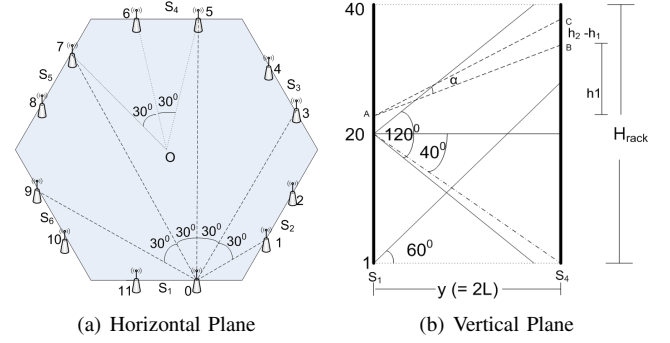 6 S₄ 5
7
4
S₅
S₃
8
3
30⁰ 30⁰
O
9
2
S₆
30⁰ 30⁰ 30⁰ 30⁰
S₂
10
1
11 S₁ 0
(a) Horizontal Plane
40
C
h₂ -h₁
B
α
A
h1
20
120⁰
H_rack
40⁰
60⁰
1
S₁ S₄
y (= 2L)
(b) Vertical Plane